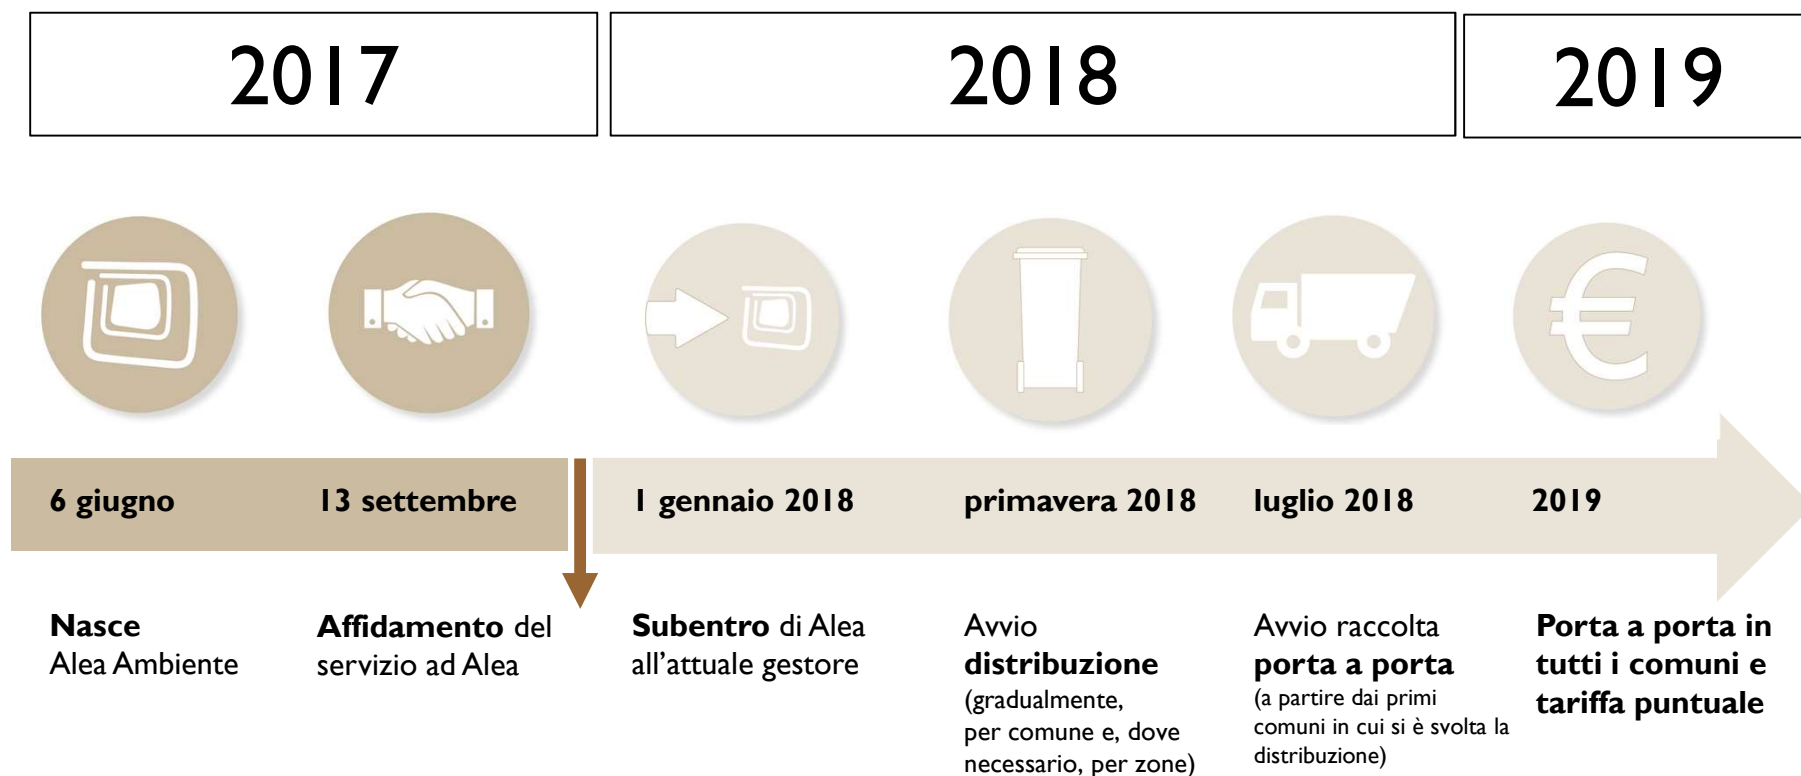 2017
2018
2019
6 giugno
13 settembre
1 gennaio 2018
primavera 2018
luglio 2018
2019
Nasce
Alea Ambiente
Affidamento del
servizio ad Alea
Subentro di Alea
all'attuale gestore
Avvio
distribuzione
(gradualmente,
per comune e, dove
necessario, per zone)
Avvio raccolta
porta a porta
(a partire dai primi
comuni in cui si è svolta la
distribuzione)
Porta a porta in
tutti i comuni e
tariffa puntuale